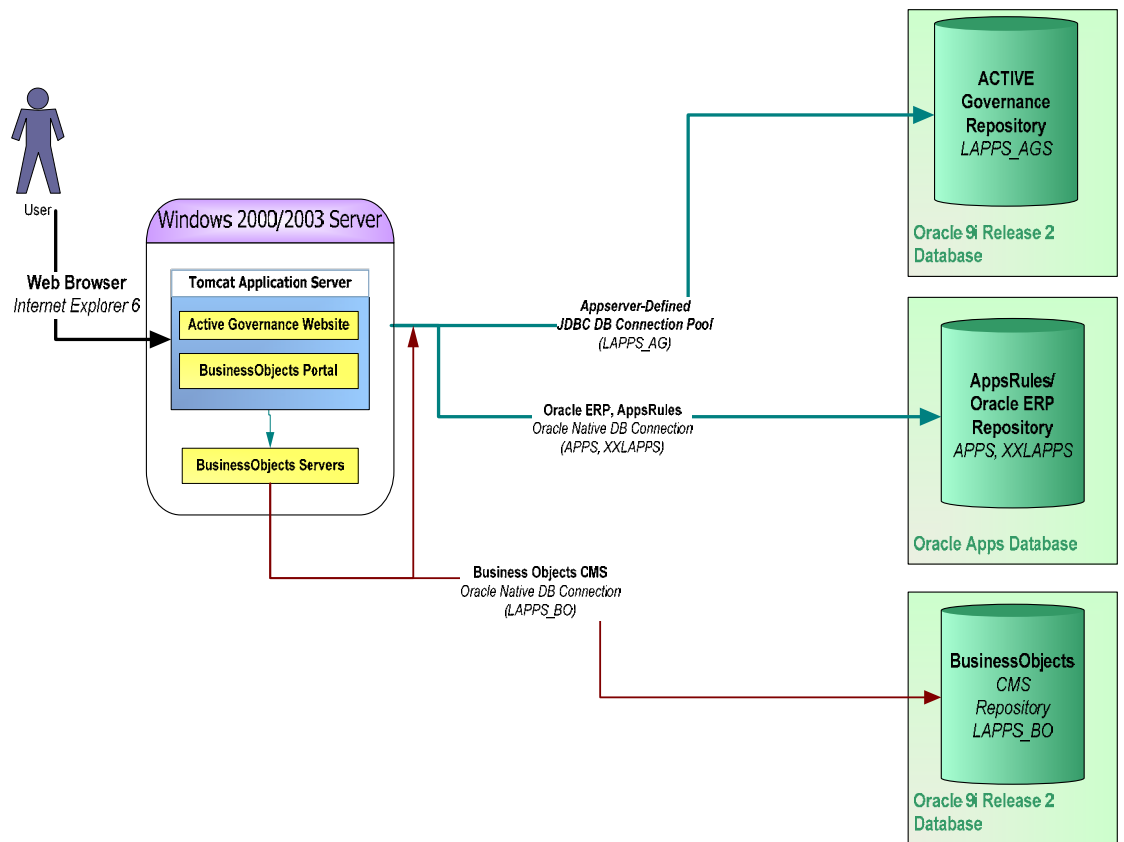 User
Web Browser
Internet Explorer 6
Windows 2000/2003 Server
Tomcat Application Server
Active Governance Website
BusinessObjects Portal
BusinessObjects Servers
Appserver-Defined
JDBC DB Connection Pool
(LAPPS_AG)
Oracle ERP, AppsRules
Oracle Native DB Connection
(APPS, XXLAPPS)
Business Objects CMS
Oracle Native DB Connection
(LAPPS_BO)
ACTIVE
Governance
Repository
LAPPS_AGS
Oracle 9i Release 2
Database
AppsRules/
Oracle ERP
Repository
APPS, XXLAPPS
Oracle Apps Database
BusinessObjects
CMS
Repository
LAPPS_BO
Oracle 9i Release 2
Database